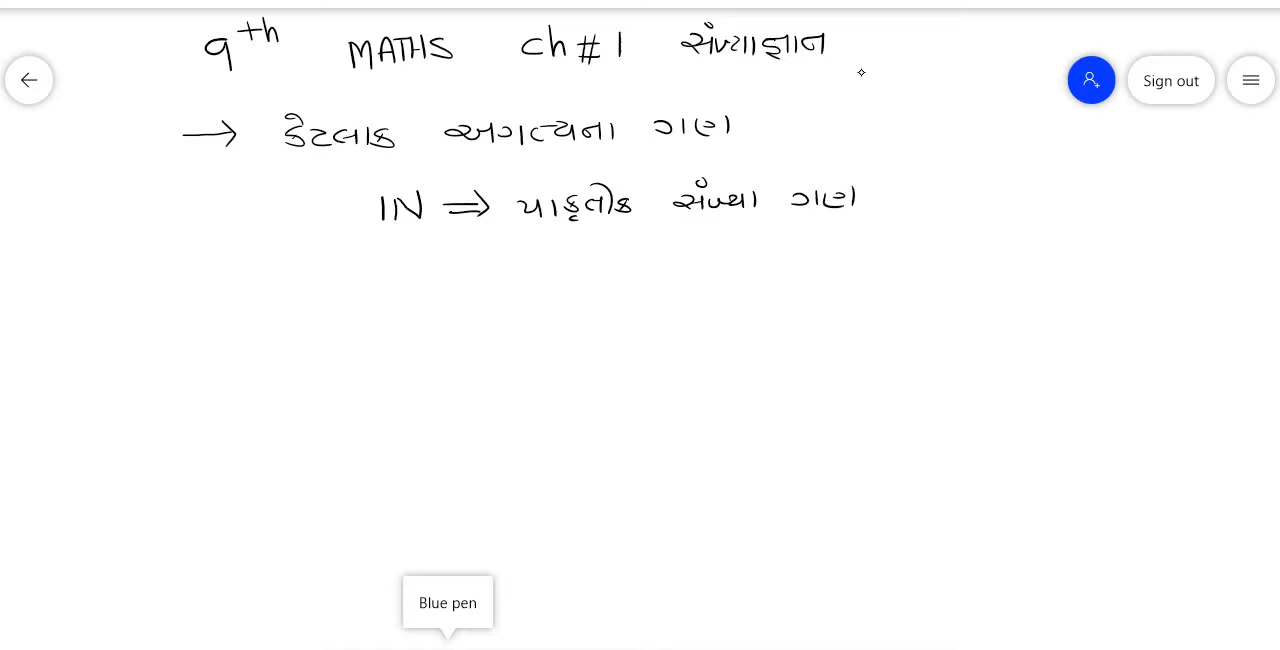 9th MATHS ch # 1 સંખ્યાજ્ઞાન
Sign out
→ કેટલાક અગત્યના ગણ
IN ⇒ પ્રાકૃતીક સંખ્યા ગણ
Blue pen